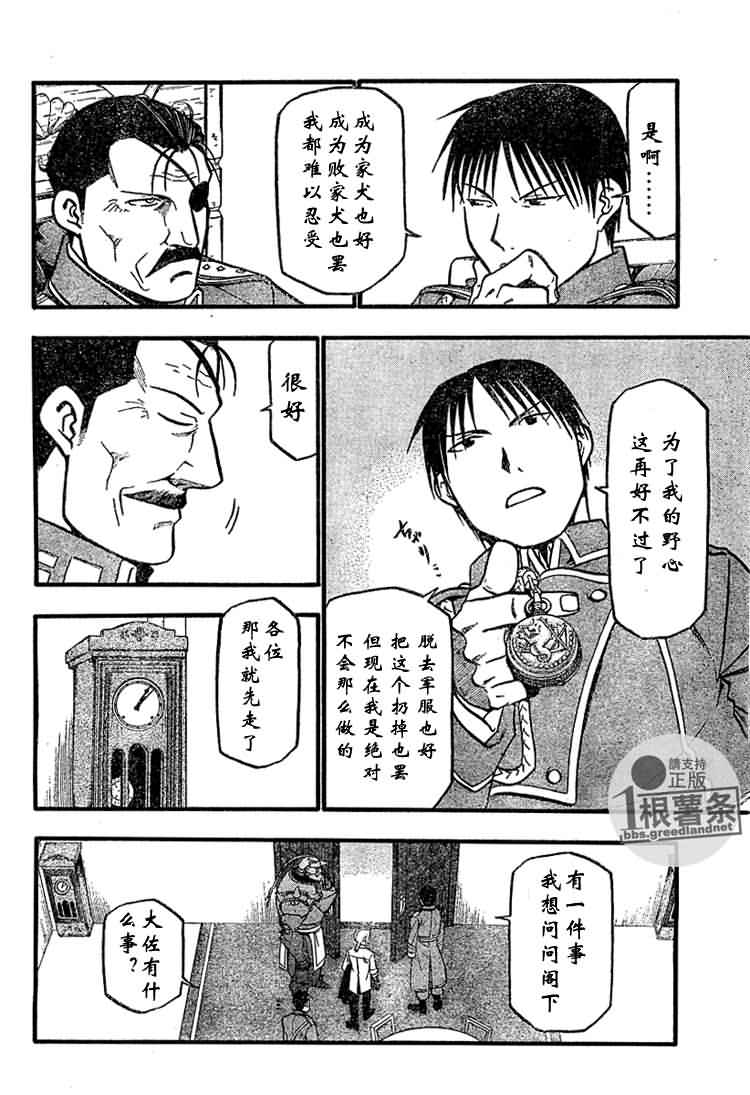 是啊……
成为家犬也好
成为败家犬也罢
我都难以忍受
为了我的野心
这再好不过了
脱去军服也好
把这个扔掉也罢
但现在我是绝对
不会那么做的
很好
各位
那我就先走了
請支持
正版
1根薯条
bbs.greedland.net
有一件事
我想问问阁下
大佐有什
么事？